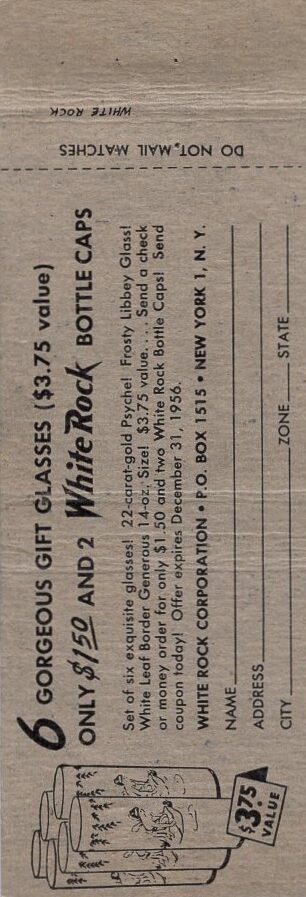 WHITE ROCK
DO NOT MAIL MATCHES
6 GORGEOUS GIFT GLASSES ($3.75 value)
ONLY $1.50 AND 2 White Rock BOTTLE CAPS
Set of six exquisite glasses! 22-carat-gold Psyche! Frosty Libbey Glass!
White Leaf Border Generous 14-oz. Size! $3.75 value.... Send a check
or money order for only $1.50 and two White Rock Bottle Caps! Send
coupon today! Offer expires December 31, 1956.
WHITE ROCK CORPORATION • P.O. BOX 1515 • NEW YORK 1, N. Y.
NAME
ADDRESS
CITY ZONE STATE
$3.75
VALUE